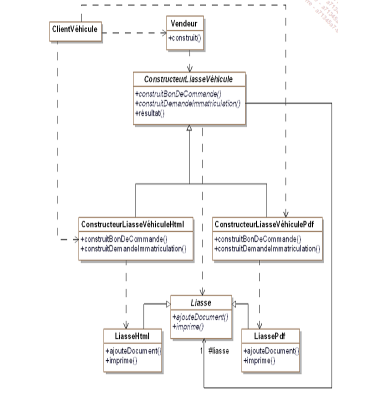 ClientVéhicule
Vendeur
+construit()
ConstructeurLiasseVéhicule
+construitBonDeCommande()
+construitDemandeImmatriculation()
+résultat()
ConstructeurLiasseVéhiculeHtml
+construitBonDeCommande()
+construitDemandeImmatriculation()
ConstructeurLiasseVéhiculePdf
+construitBonDeCommande()
+construitDemandeImmatriculation()
Liasse
+ajouteDocument()
+imprime()
LiasseHtml
+ajouteDocument()
+imprime()
1 #liasse
LiassePdf
+ajouteDocument()
+imprime()